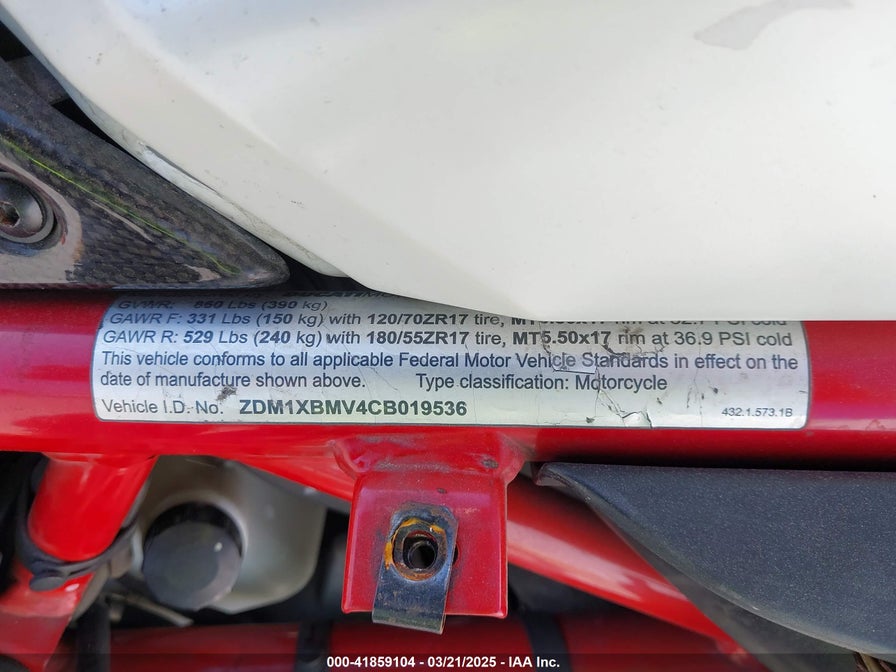 GVWR: 860 Lbs (390 kg)
GAWR F: 331 Lbs (150 kg) with 120/70ZR17 tire,
GAWR R: 529 Lbs (240 kg) with 180/55ZR17 tire, MT5.50x17 rim at 36.9 PSI cold
This vehicle conforms to all applicable Federal Motor Vehicle Standards in effect on the
date of manufacture shown above. Type classification: Motorcycle
Vehicle I.D. No: ZDM1XBMV4CB019536
432.1.573.1B
000-41859104 - 03/21/2025 - IAA Inc.